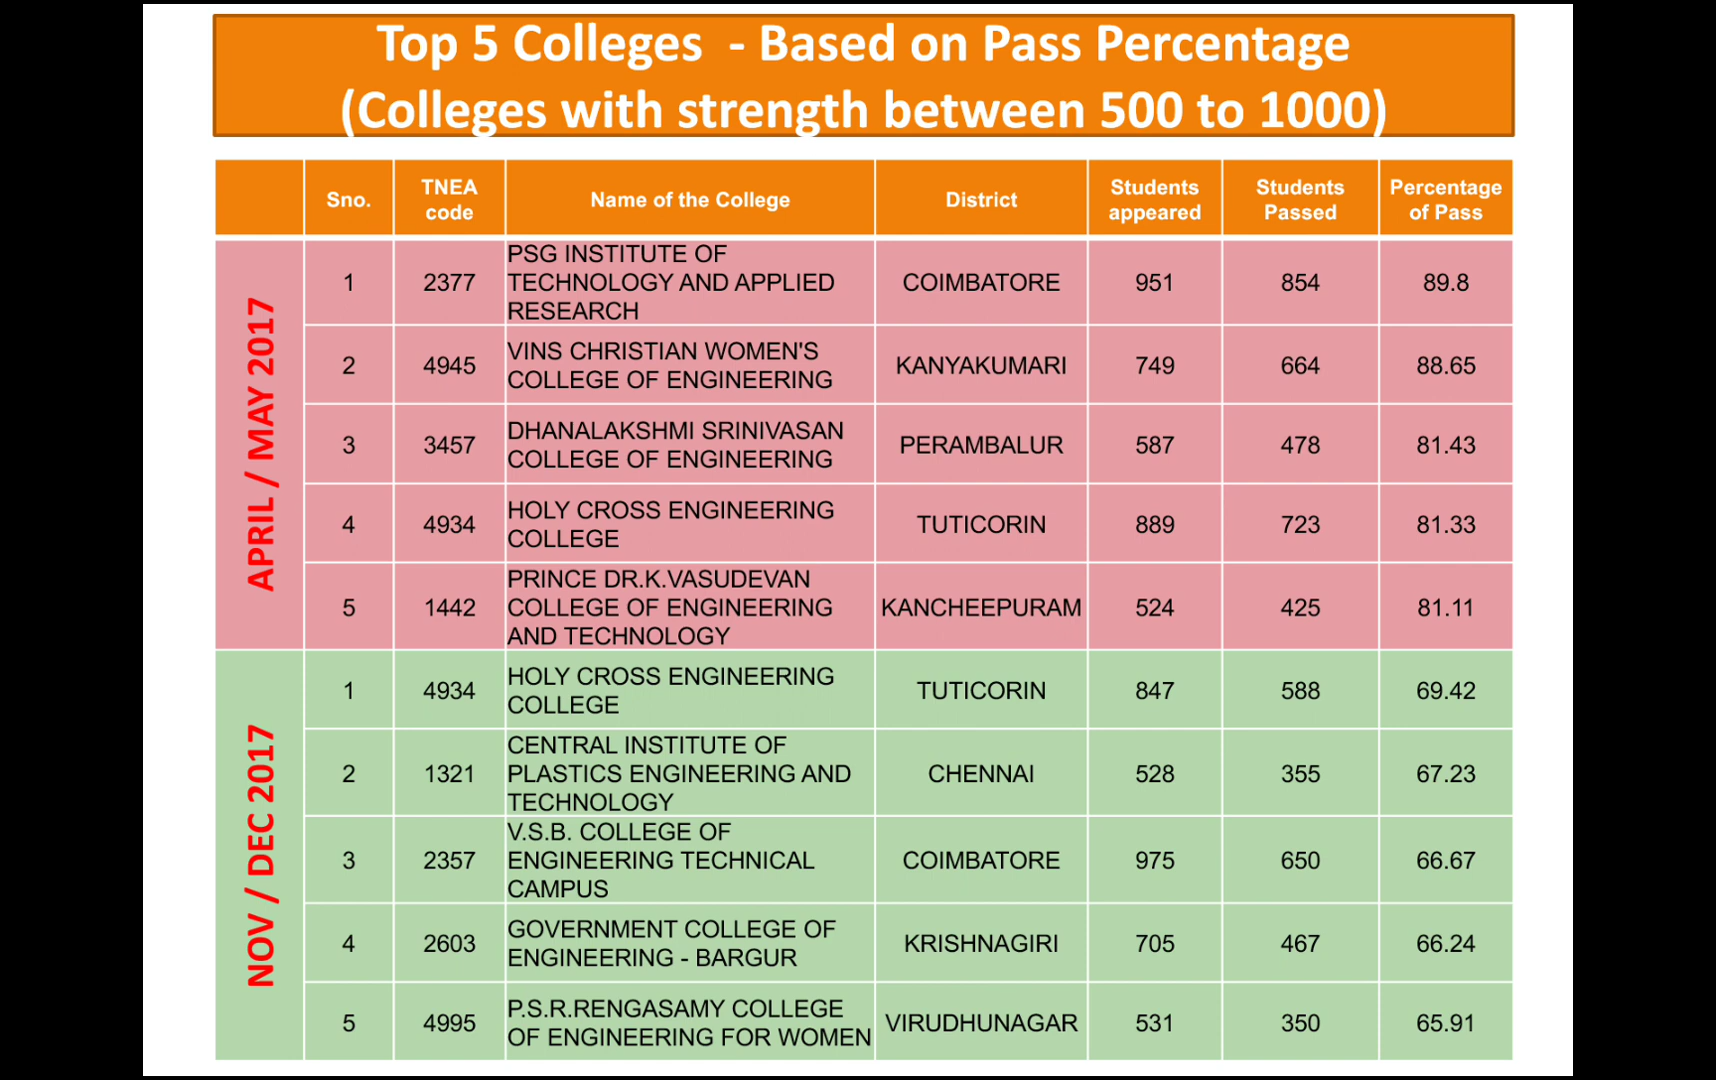 Top 5 Colleges - Based on Pass Percentage
(Colleges with strength between 500 to 1000)
Sno.
TNEA
code
Name of the College
District
Students
appeared
Students
Passed
Percentage
of Pass
APRIL / MAY 2017
1
2377
PSG INSTITUTE OF
TECHNOLOGY AND APPLIED
RESEARCH
COIMBATORE
951
854
89.8
2
4945
VINS CHRISTIAN WOMEN'S
COLLEGE OF ENGINEERING
KANYAKUMARI
749
664
88.65
3
3457
DHANALAKSHMI SRINIVASAN
COLLEGE OF ENGINEERING
PERAMBALUR
587
478
81.43
4
4934
HOLY CROSS ENGINEERING
COLLEGE
TUTICORIN
889
723
81.33
5
1442
PRINCE DR.K.VASUDEVAN
COLLEGE OF ENGINEERING
AND TECHNOLOGY
KANCHEEPURAM
524
425
81.11
NOV / DEC 2017
1
4934
HOLY CROSS ENGINEERING
COLLEGE
TUTICORIN
847
588
69.42
2
1321
CENTRAL INSTITUTE OF
PLASTICS ENGINEERING AND
TECHNOLOGY
CHENNAI
528
355
67.23
3
2357
V.S.B. COLLEGE OF
ENGINEERING TECHNICAL
CAMPUS
COIMBATORE
975
650
66.67
4
2603
GOVERNMENT COLLEGE OF
ENGINEERING - BARGUR
KRISHNAGIRI
705
467
66.24
5
4995
P.S.R.RENGASAMY COLLEGE
OF ENGINEERING FOR WOMEN
VIRUDHUNAGAR
531
350
65.91